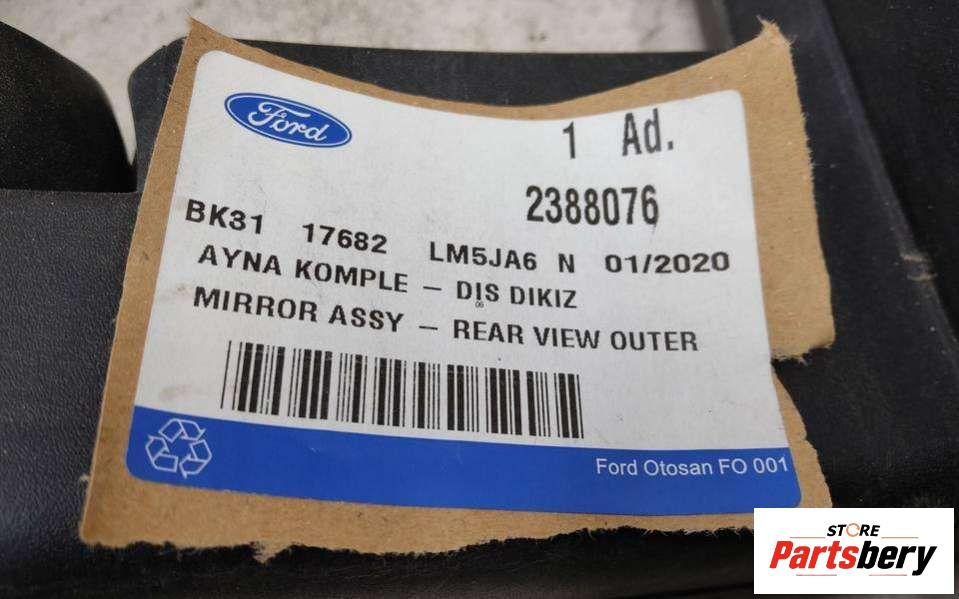 Ford
1 Ad.
2388076
BK31 17682 LM5JA6 N 01/2020
AYNA KOMPLE – DIŞ DIKIZ
06
MIRROR ASSY – REAR VIEW OUTER
Ford Otosan FO 001
STORE
Partsbery